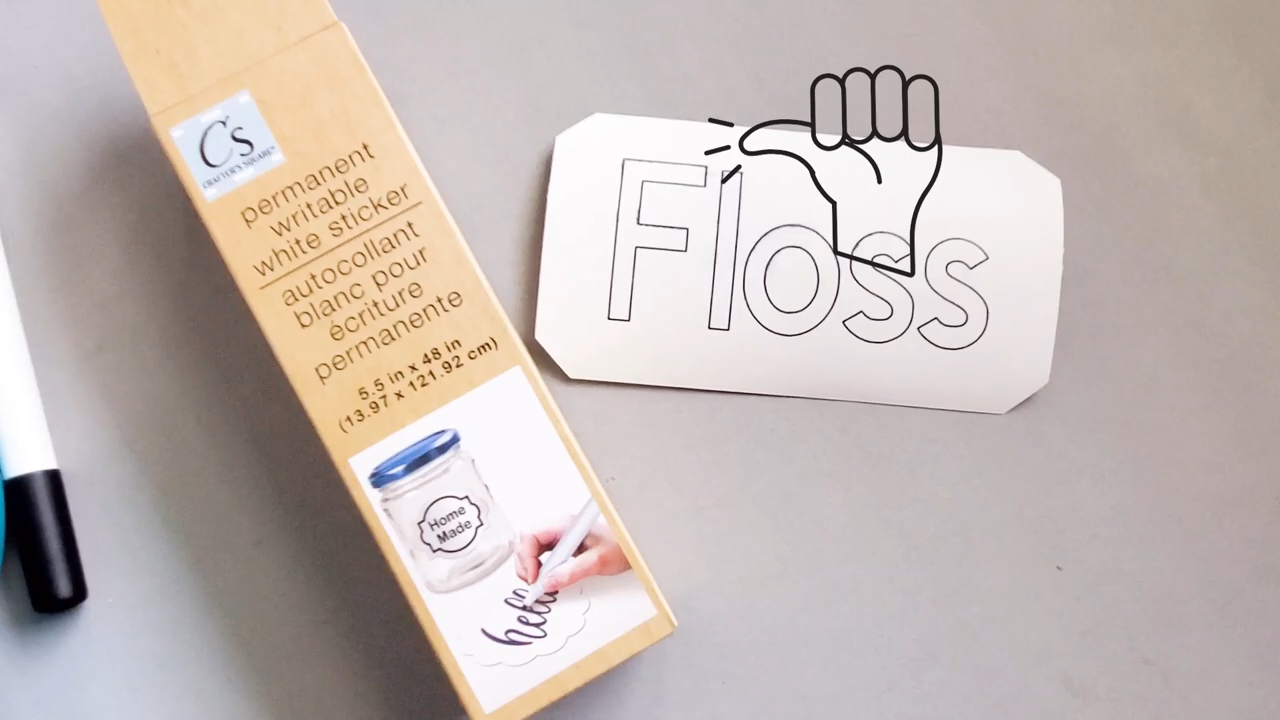 Cs
CRAFTER'S SQUARE
permanent
writable
white sticker
autocollant
blanc pour
écriture
permanente
5.5 in x 48 in
(13.97 x 121.92 cm)
Home
Made
hello
Floss